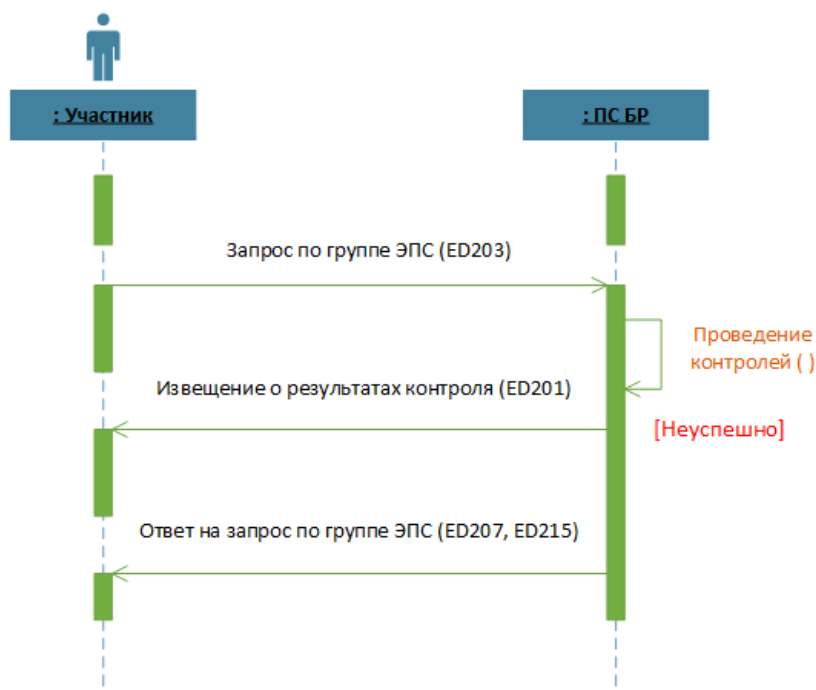 : Участник
: ПС БР
Запрос по группе ЭПС (ED203)
Проведение
контролей ( )
Извещение о результатах контроля (ED201)
[Неуспешно]
Ответ на запрос по группе ЭПС (ED207, ED215)